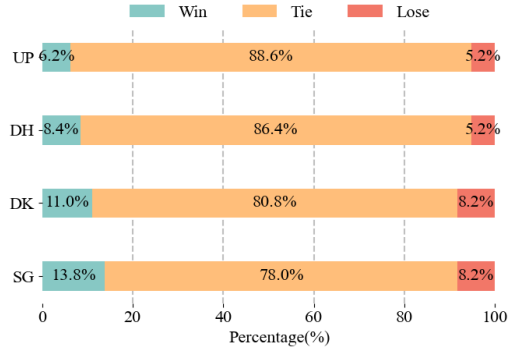 Win Tie Lose
UP 6.2% 88.6% 5.2%
DH 8.4% 86.4% 5.2%
DK 11.0% 80.8% 8.2%
SG 13.8% 78.0% 8.2%
0 20 40 60 80 100
Percentage(%)